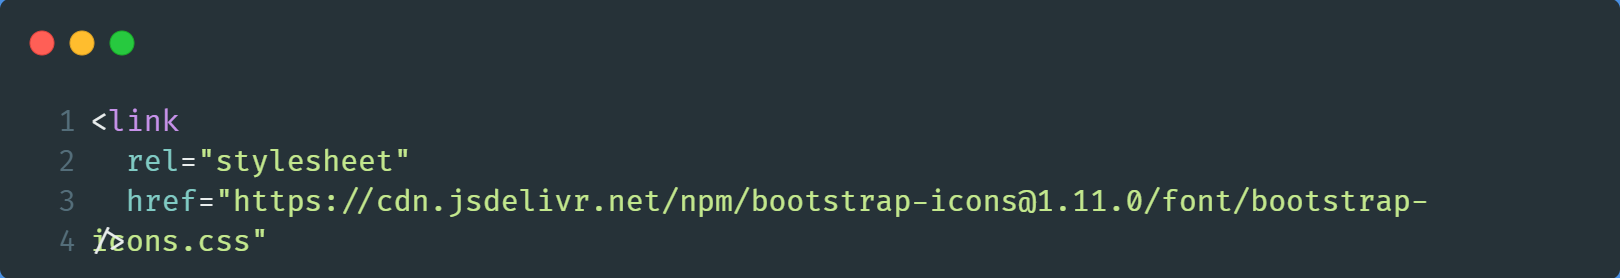 1 <link
2   rel="stylesheet"
3   href="https://cdn.jsdelivr.net/npm/bootstrap-icons@1.11.0/font/bootstrap-
icons.css"
4 />